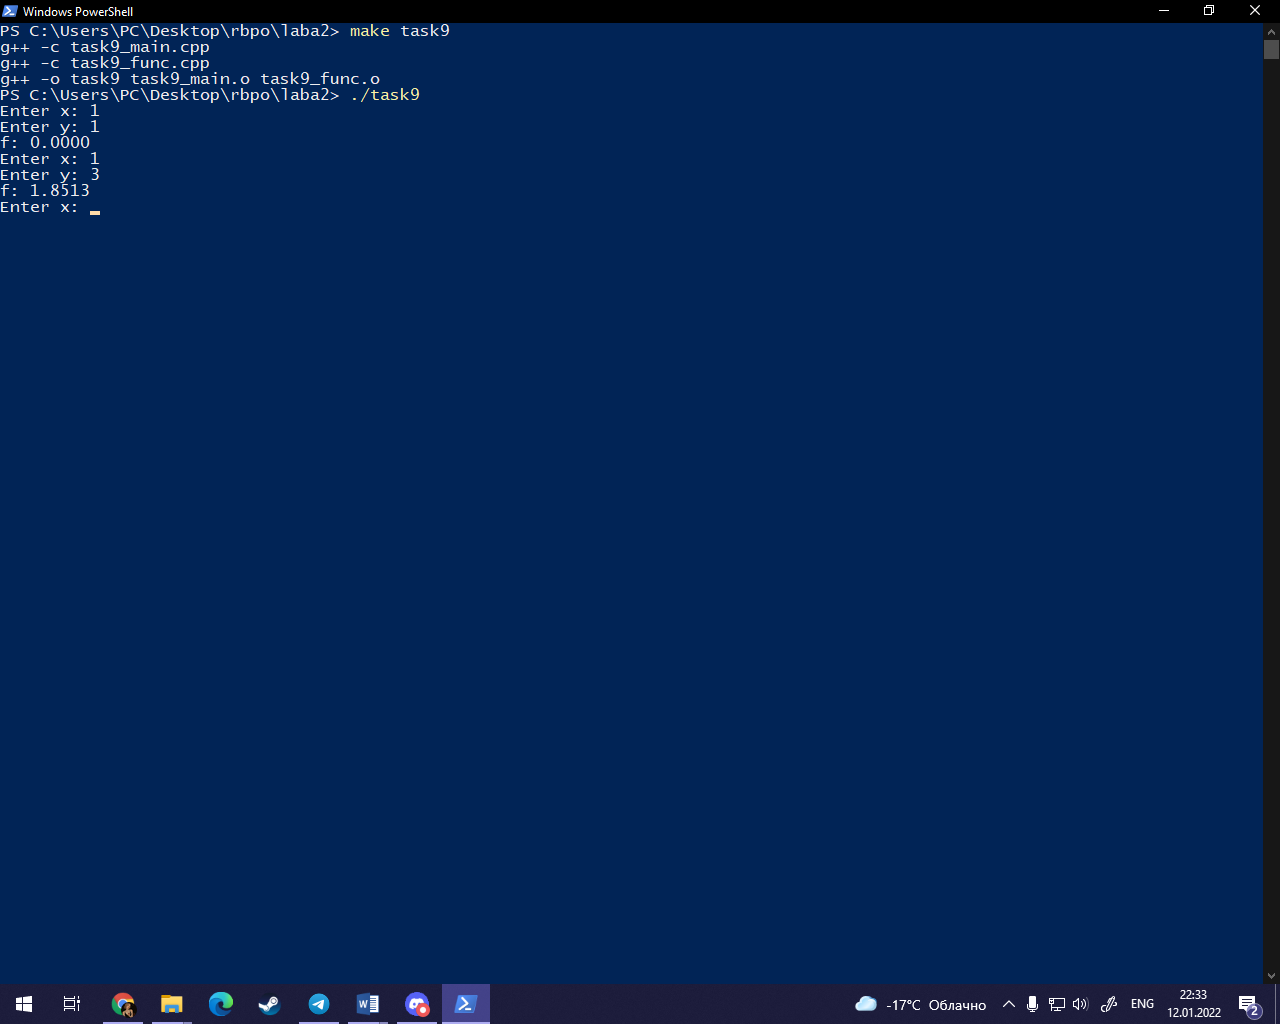 Windows PowerShell
PS C:\Users\PC\Desktop\rbpo\laba2> make task9
g++ -c task9_main.cpp
g++ -c task9_func.cpp
g++ -o task9 task9_main.o task9_func.o
PS C:\Users\PC\Desktop\rbpo\laba2> ./task9
Enter x: 1
Enter y: 1
f: 0.0000
Enter x: 1
Enter y: 3
f: 1.8513
Enter x:
-17°C Облачно ENG
22:33
12.01.2022
2